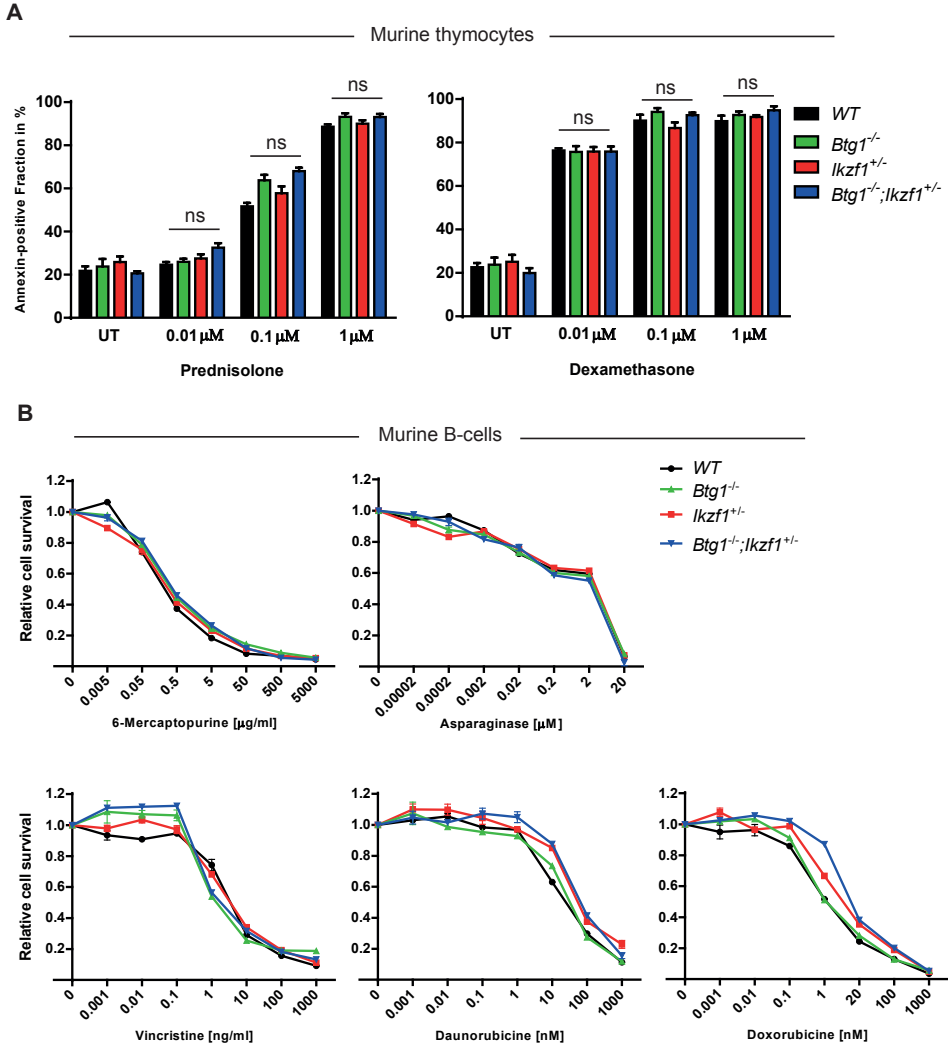 A
Murine thymocytes
Annexin-positive Fraction in %
100
80
60
40
20
0
ns
ns
ns
UT
0.01 µM
0.1 µM
1 µM
Prednisolone
100
80
60
40
20
0
ns
ns
ns
UT
0.01 µM
0.1 µM
1 µM
Dexamethasone
WT
Btg1-/-
Ikzf1+/-
Btg1-/-;Ikzf1+/-
B
Murine B-cells
Relative cell survival
1.2
1.0
0.8
0.6
0.4
0.2
0
0.005
0.05
0.5
5
50
500
5000
6-Mercaptopurine [µg/ml]
1.2
1.0
0.8
0.6
0.4
0.2
0
0.00002
0.0002
0.002
0.02
0.2
2
20
Asparaginase [µM]
WT
Btg1-/-
Ikzf1+/-
Btg1-/-;Ikzf1+/-
Relative cell survival
1.2
1.0
0.8
0.6
0.4
0.2
0
0.001
0.01
0.1
1
10
100
1000
Vincristine [ng/ml]
1.2
1.0
0.8
0.6
0.4
0.2
0
0.001
0.01
0.1
1
10
100
1000
Daunorubicine [nM]
1.2
1.0
0.8
0.6
0.4
0.2
0
0.001
0.01
0.1
1
20
100
1000
Doxorubicine [nM]